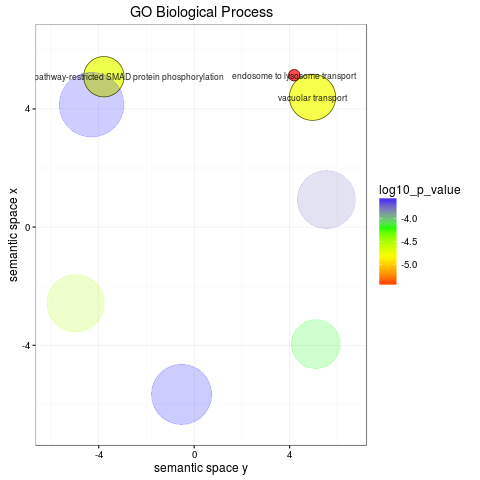 GO Biological Process
pathway-restricted SMAD protein phosphorylation
endosome to lysosome transport
vacuolar transport
4
0
-4
-4
0
4
semantic space x
semantic space y
log10_p_value
-4.0
-4.5
-5.0